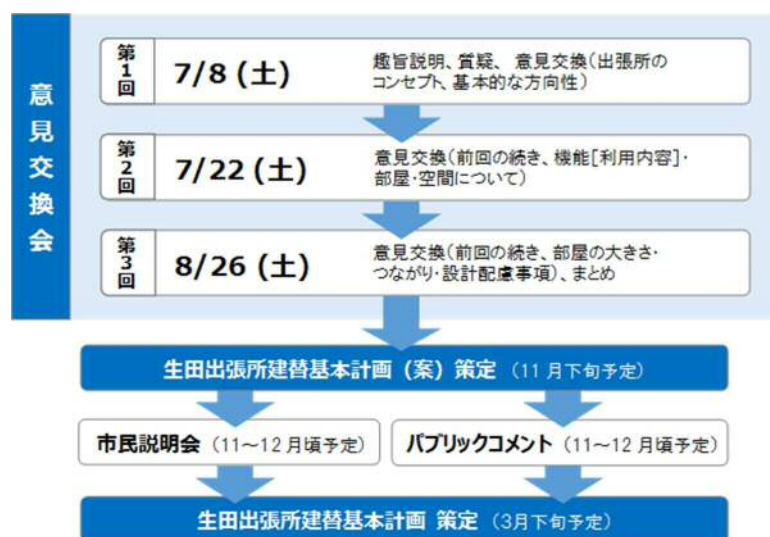 意見交換会
第1回
7/8 (土)
趣旨説明、質疑、 意見交換(出張所の
コンセプト、基本的な方向性)
第2回
7/22 (土)
意見交換(前回の続き、機能[利用内容]・
部屋・空間について)
第3回
8/26 (土)
意見交換(前回の続き、部屋の大きさ・
つながり・設計配慮事項)、まとめ
生田出張所建替基本計画 (案) 策定 (11月下旬予定)
市民説明会 (11~12月頃予定)
パブリックコメント (11~12月頃予定)
生田出張所建替基本計画 策定 (3月下旬予定)